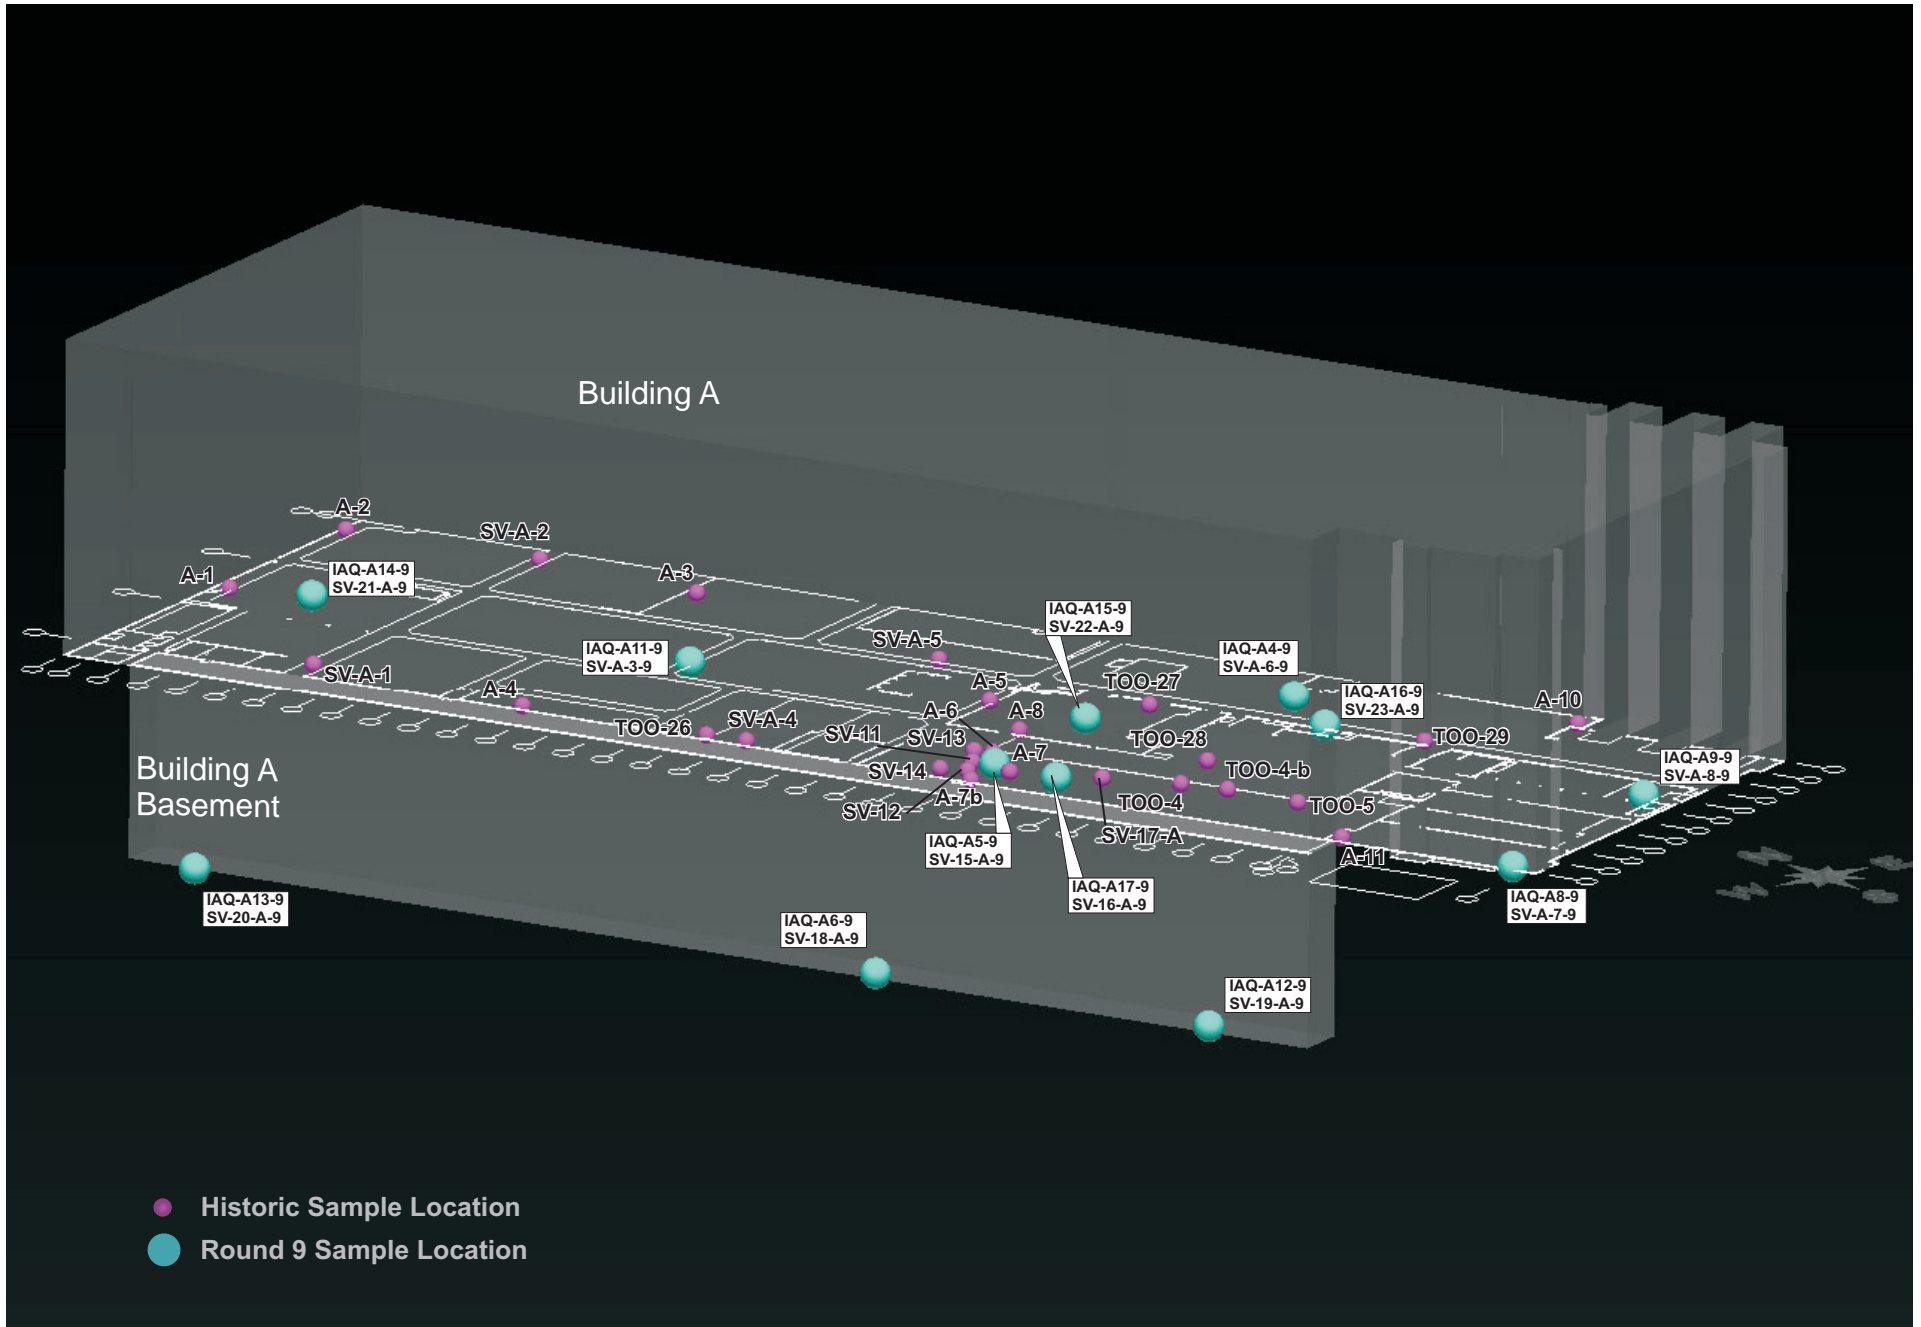 Building A
A-2
SV-A-2
A-1
IAQ-A14-9
SV-21-A-9
A-3
IAQ-A15-9
SV-22-A-9
IAQ-A11-9
SV-A-3-9
SV-A-5
IAQ-A4-9
SV-A-6-9
SV-A-1
A-4
A-5
TOO-27
IAQ-A16-9
SV-23-A-9
A-10
A-6
A-8
TOO-26
SV-A-4
SV-11
SV-13
A-7
TOO-28
TOO-29
SV-14
TOO-4-b
IAQ-A9-9
SV-A-8-9
Building A
Basement
SV-12
A-7b
TOO-4
TOO-5
SV-17-A
IAQ-A5-9
SV-15-A-9
A-11
IAQ-A17-9
SV-16-A-9
IAQ-A8-9
SV-A-7-9
IAQ-A13-9
SV-20-A-9
IAQ-A6-9
SV-18-A-9
IAQ-A12-9
SV-19-A-9
Historic Sample Location
Round 9 Sample Location